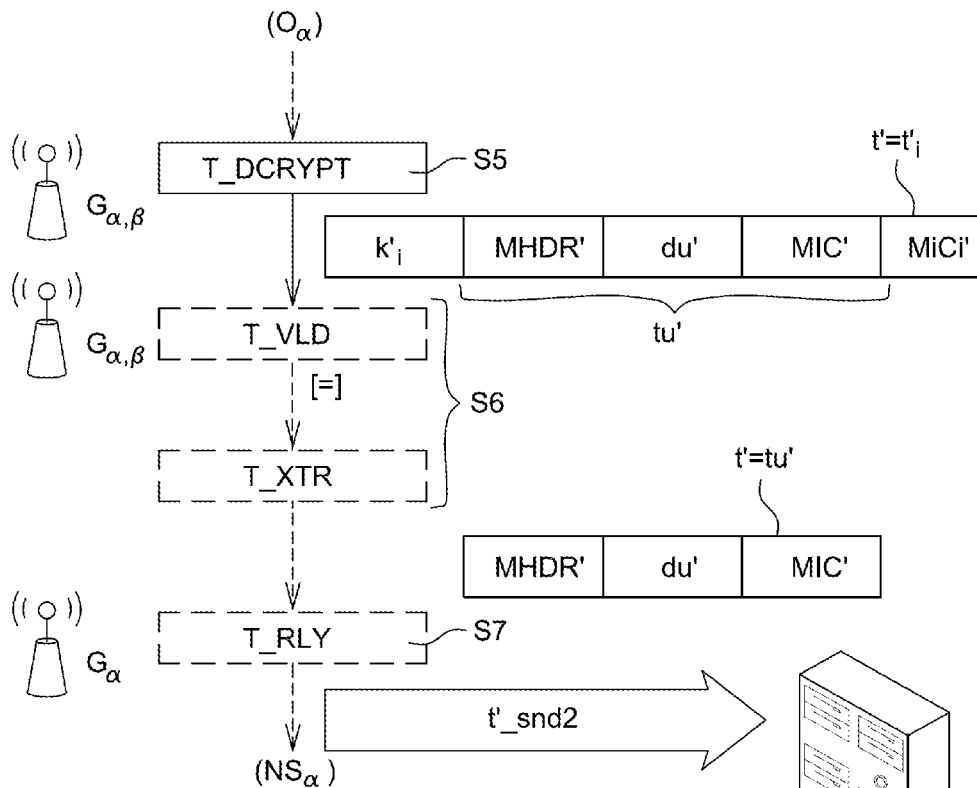 (Oα)
T_DCRYPT
S5
Gα,β
t'=t'i
k'i MHDR' du' MIC' MiCi'
tu'
T_VLD
Gα,β
[=]
S6
T_XTR
t'=tu'
MHDR' du' MIC'
T_RLY
S7
Gα
t'_snd2
(NSα)